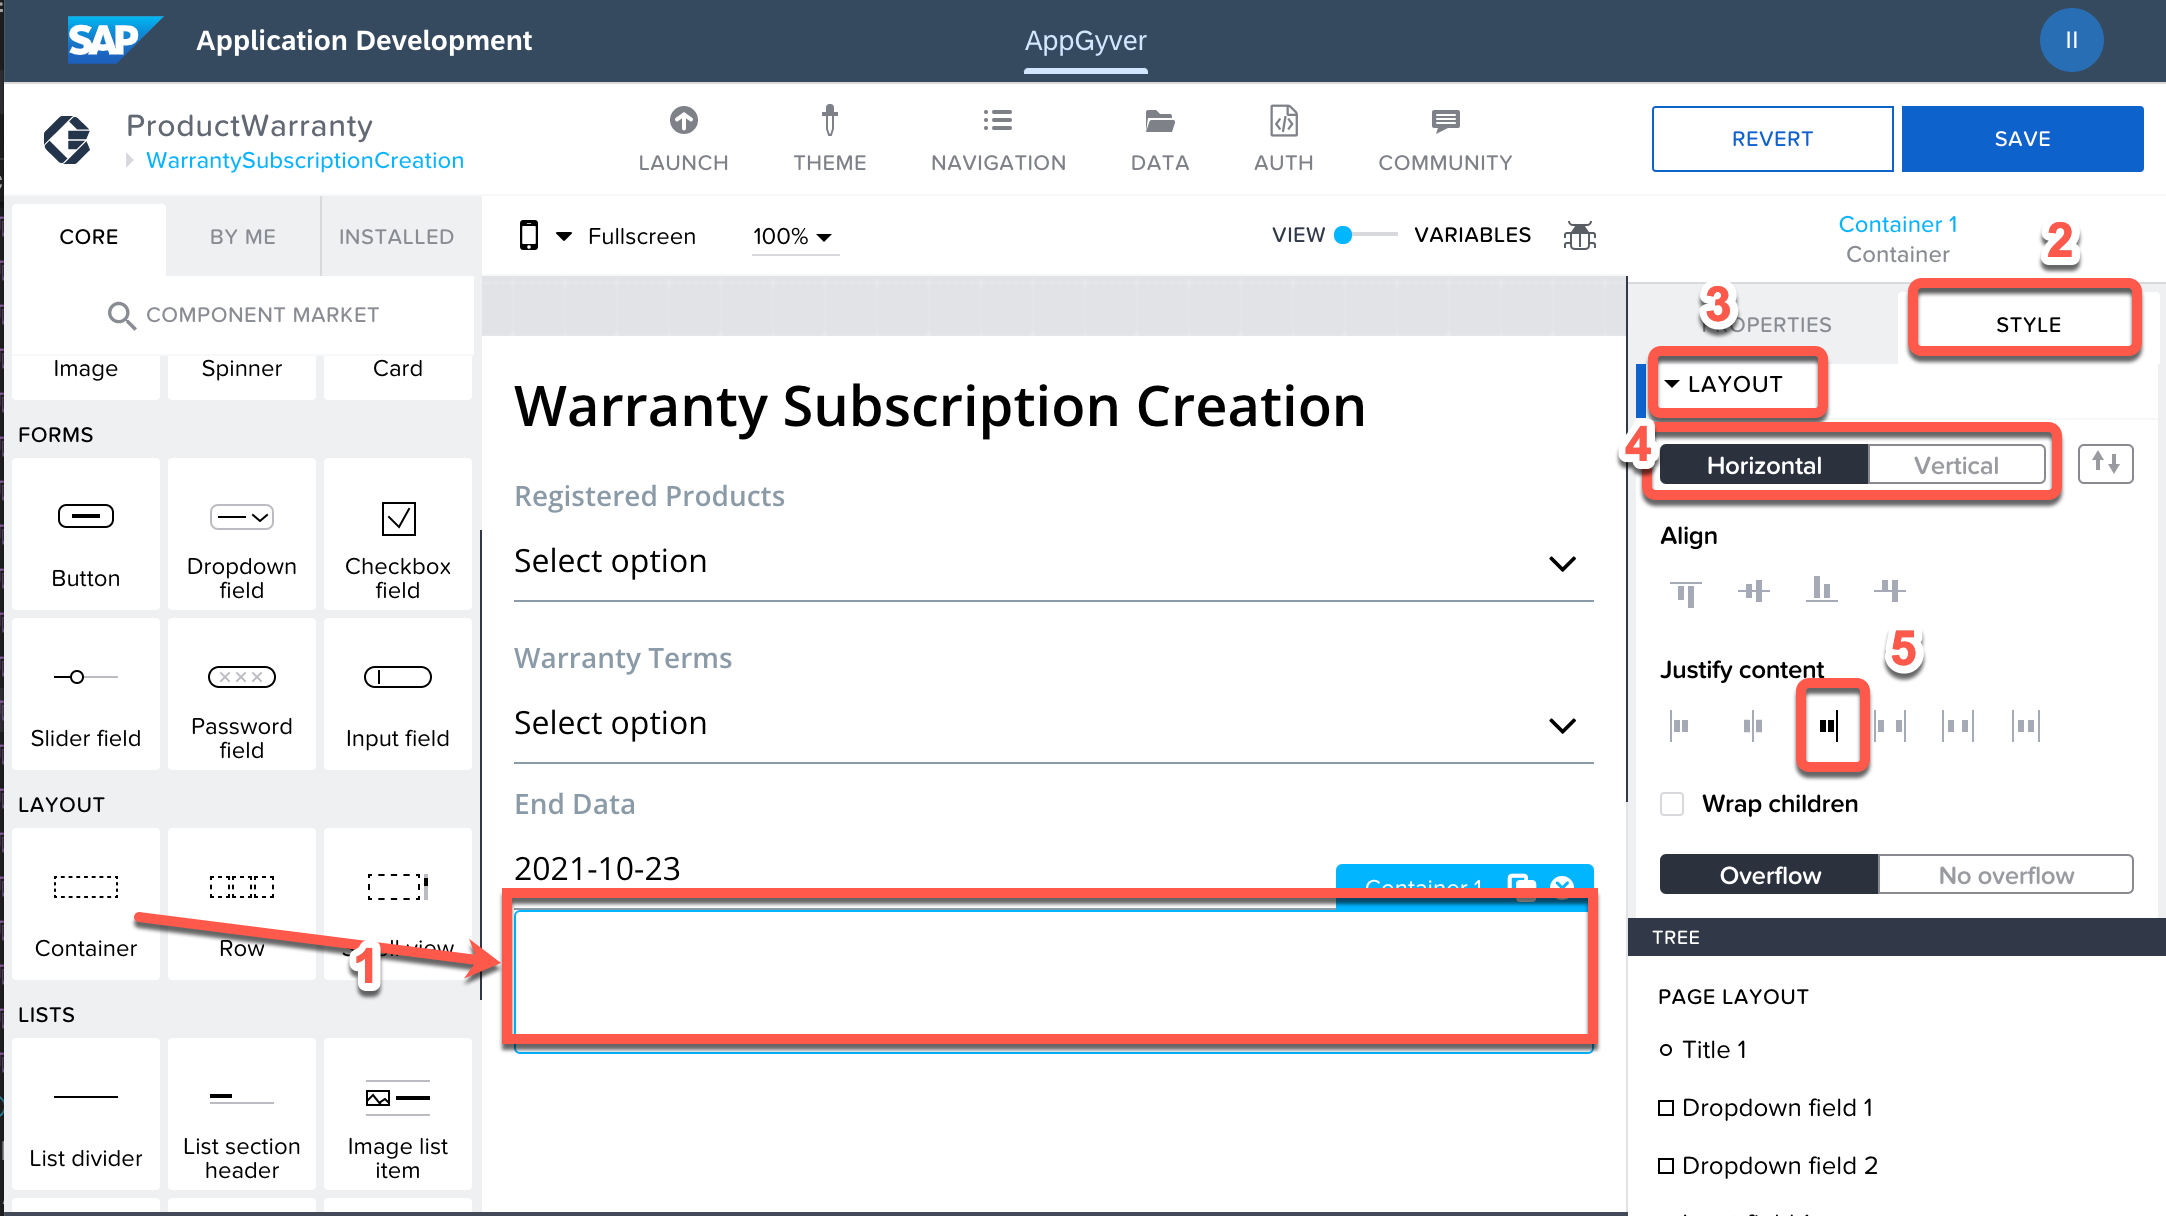 SAP Application Development AppGyver II
ProductWarranty
WarrantySubscriptionCreation
LAUNCH THEME NAVIGATION DATA AUTH COMMUNITY
REVERT SAVE
CORE BY ME INSTALLED
Fullscreen 100%
VIEW VARIABLES
Container 1
Container
2
COMPONENT MARKET
3
PROPERTIES STYLE
Image Spinner Card
LAYOUT
FORMS
Warranty Subscription Creation
4
Horizontal Vertical
Registered Products
Align
Select option
Button Dropdown field Checkbox field
5
Warranty Terms
Justify content
Select option
Slider field Password field Input field
LAYOUT
End Data
Wrap children
2021-10-23
Container 1
Overflow No overflow
Container Row Scroll view
1
TREE
PAGE LAYOUT
LISTS
Title 1
Dropdown field 1
List divider List section header Image list item
Dropdown field 2